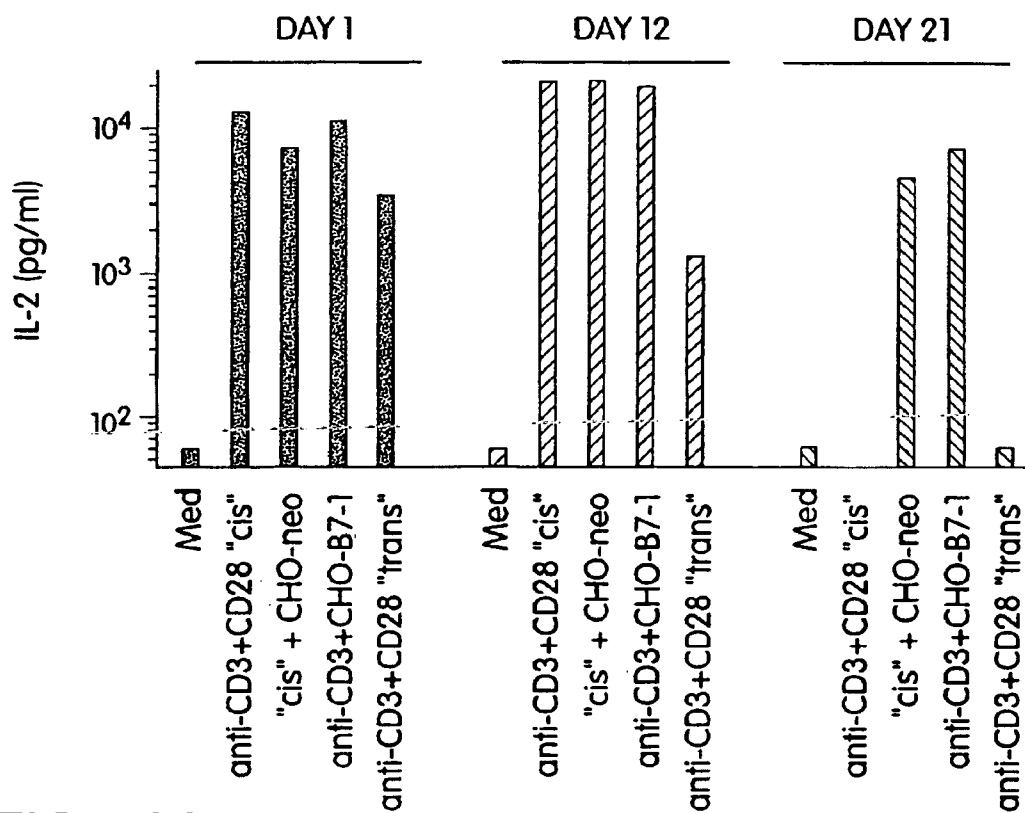 DAY 1
DAY 12
DAY 21
IL-2 (pg/ml)
10⁴
10³
10²
Med
anti-CD3+CD28 "cis"
"cis" + CHO-neo
anti-CD3+CHO-B7-1
anti-CD3+CD28 "trans"
Med
anti-CD3+CD28 "cis"
"cis" + CHO-neo
anti-CD3+CHO-B7-1
anti-CD3+CD28 "trans"
Med
anti-CD3+CD28 "cis"
"cis" + CHO-neo
anti-CD3+CHO-B7-1
anti-CD3+CD28 "trans"